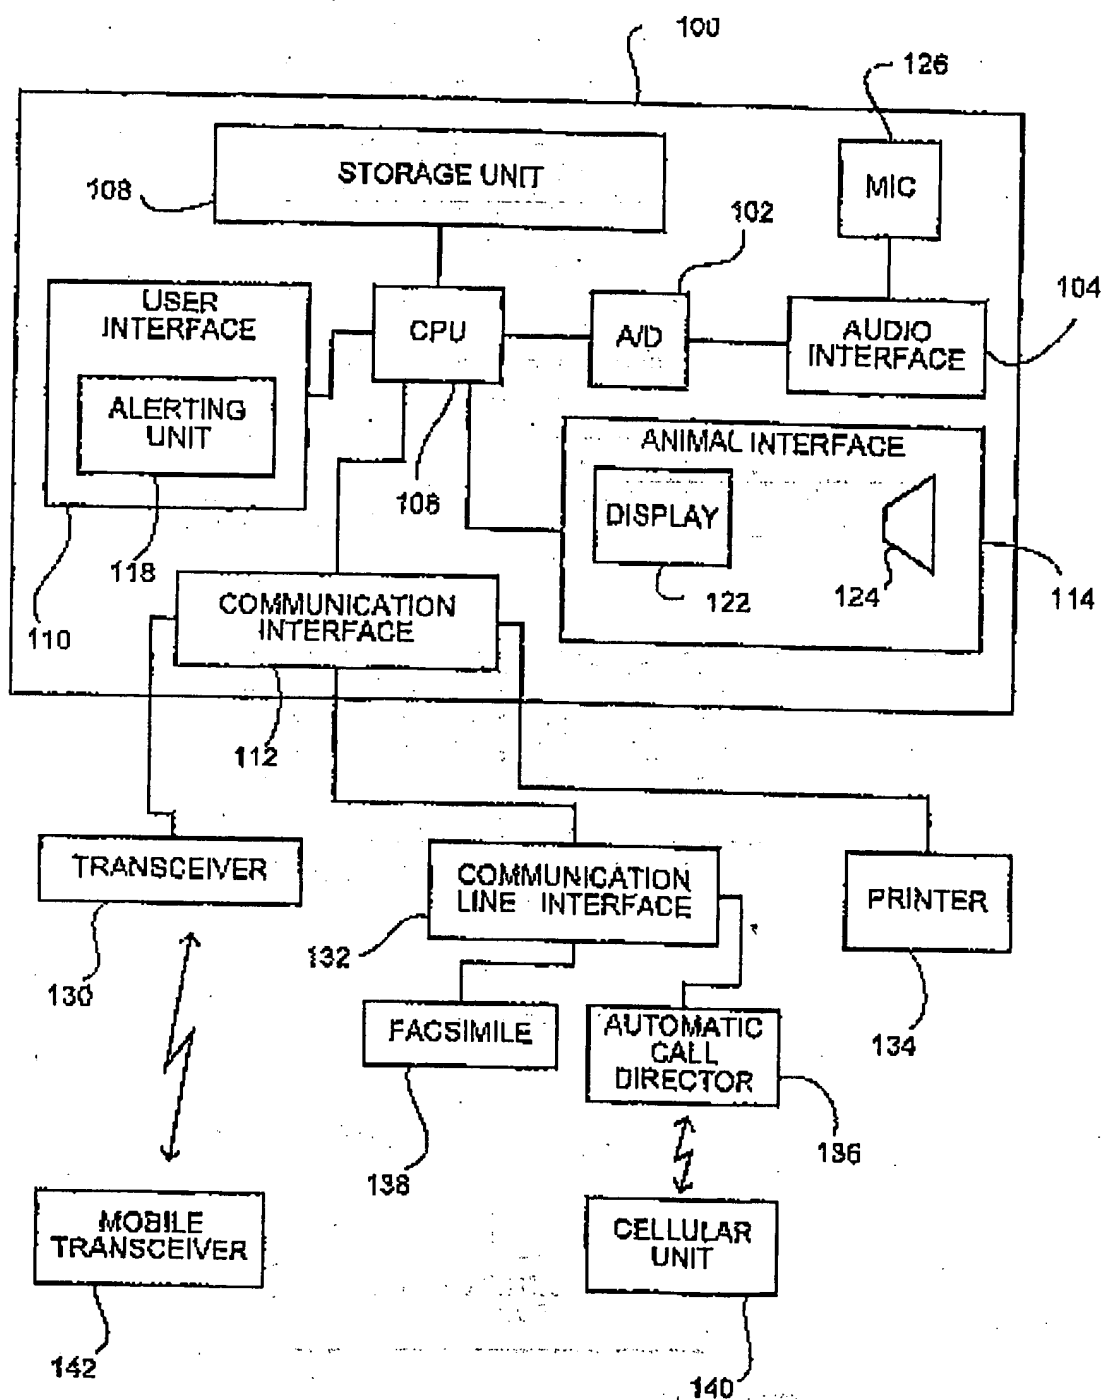 100
126
STORAGE UNIT
MIC
108
102
USER
INTERFACE
CPU
A/D
AUDIO
INTERFACE
104
ALERTING
UNIT
ANIMAL INTERFACE
106
DISPLAY
118
122
124
114
COMMUNICATION
INTERFACE
110
112
TRANSCEIVER
COMMUNICATION
LINE INTERFACE
PRINTER
132
130
FACSIMILE
AUTOMATIC
CALL
DIRECTOR
134
136
138
MOBILE
TRANSCEIVER
CELLULAR
UNIT
142
140